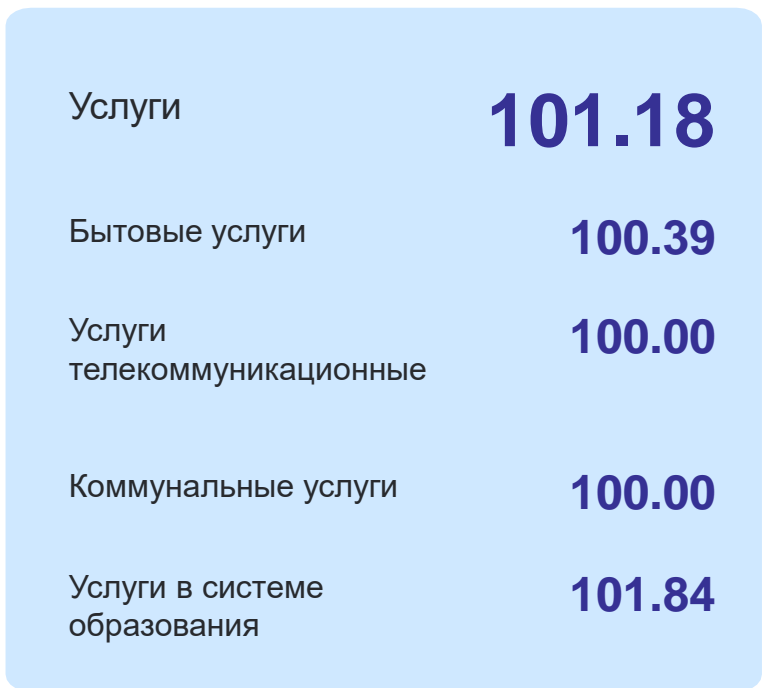 Услуги 101.18
Бытовые услуги 100.39
Услуги 100.00
телекоммуникационные
Коммунальные услуги 100.00
Услуги в системе 101.84
образования